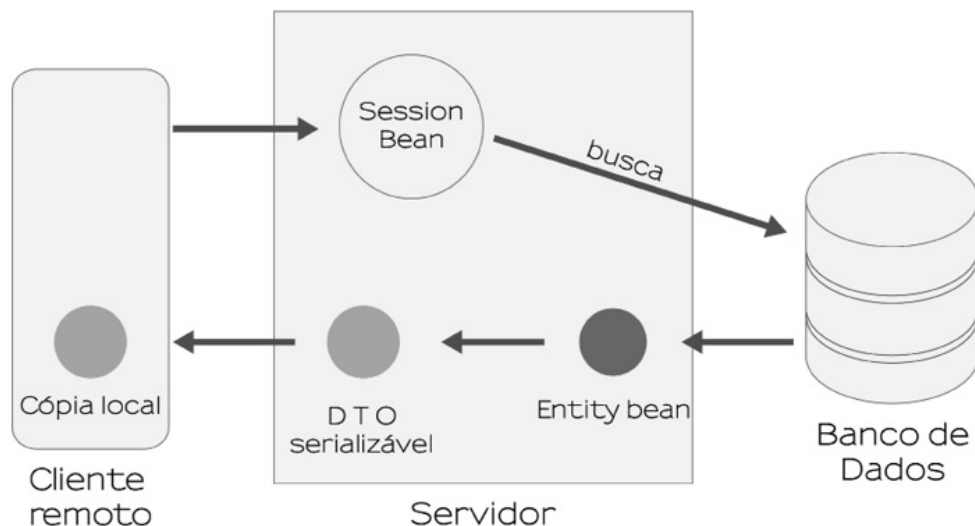 Session
Bean
busca
Cópia local
D T O
serializável
Entity bean
Banco de
Dados
Cliente
remoto
Servidor